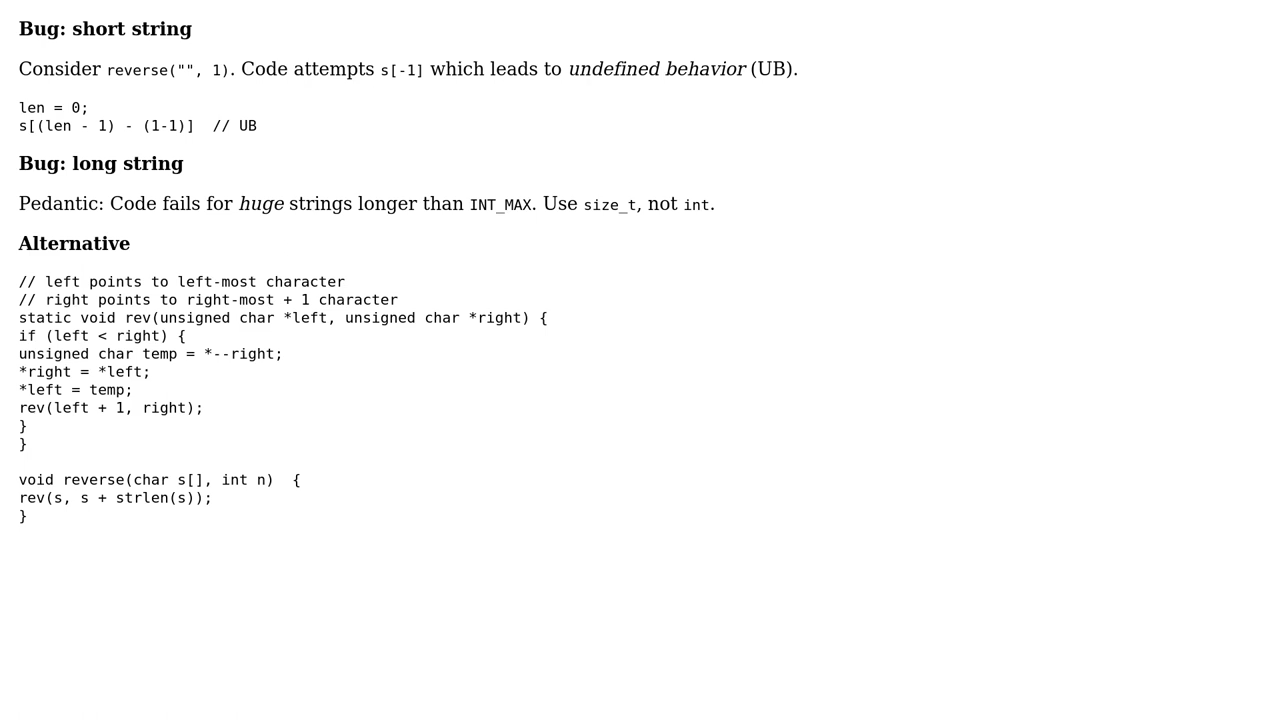 Bug: short string
Consider reverse("", 1). Code attempts s[-1] which leads to undefined behavior (UB).
len = 0;
s[(len - 1) - (1-1)]  // UB
Bug: long string
Pedantic: Code fails for huge strings longer than INT_MAX. Use size_t, not int.
Alternative
// left points to left-most character
// right points to right-most + 1 character
static void rev(unsigned char *left, unsigned char *right) {
if (left < right) {
unsigned char temp = *--right;
*right = *left;
*left = temp;
rev(left + 1, right);
}
}
void reverse(char s[], int n)  {
rev(s, s + strlen(s));
}